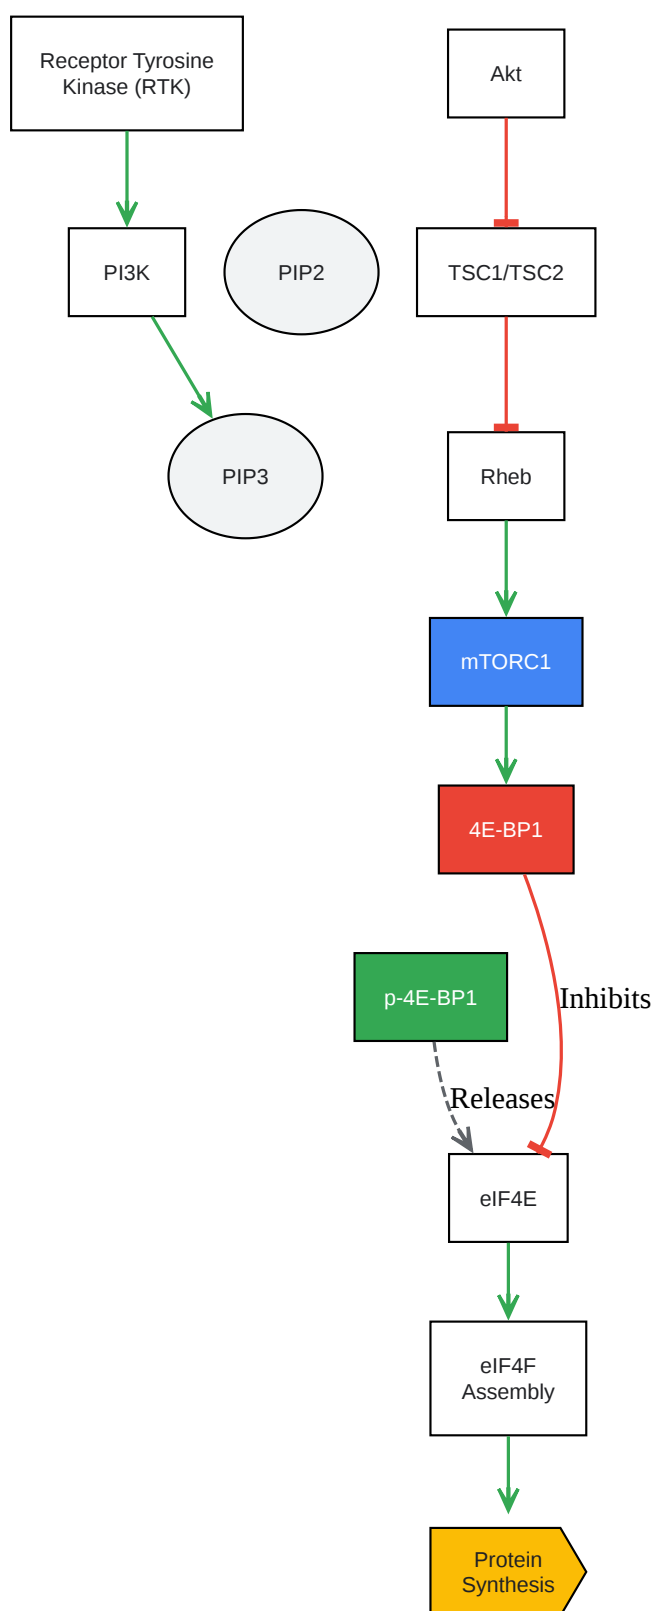 Receptor Tyrosine
Kinase (RTK)
Akt
PI3K
PIP2
TSC1/TSC2
PIP3
Rheb
mTORC1
4E-BP1
p-4E-BP1
Inhibits
Releases
eIF4E
eIF4F
Assembly
Protein
Synthesis